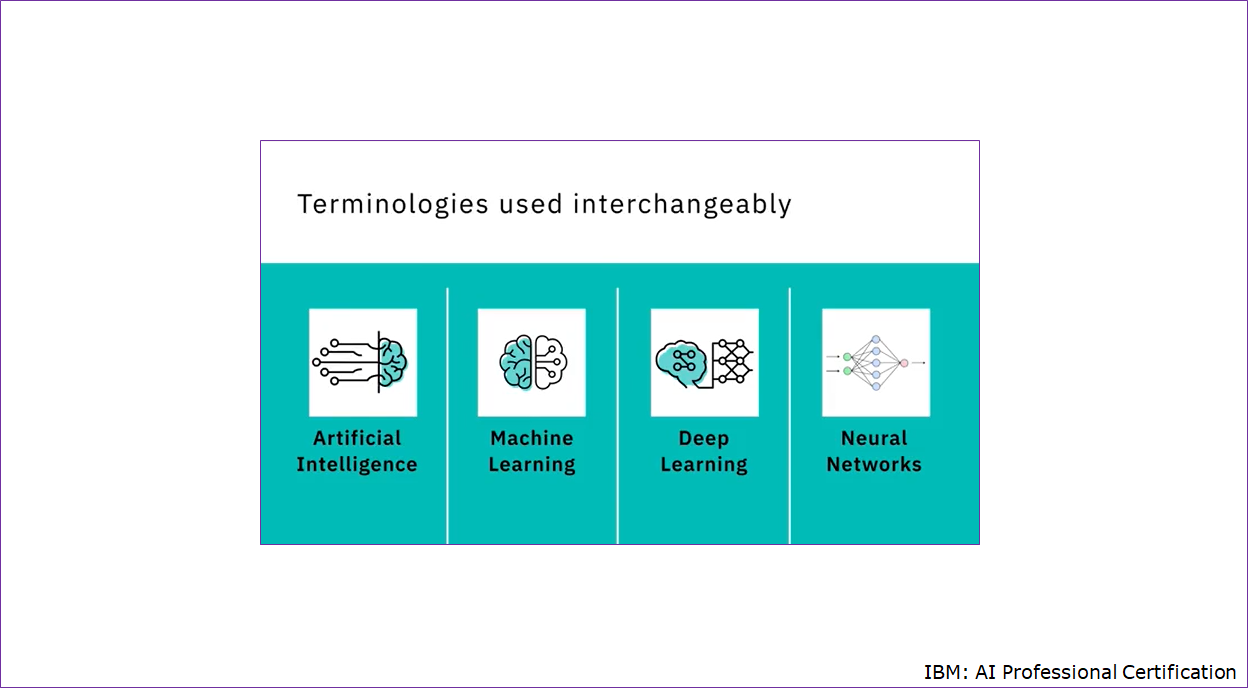 Terminologies used interchangeably
Artificial
Intelligence
Machine
Learning
Deep
Learning
Neural
Networks
IBM: AI Professional Certification